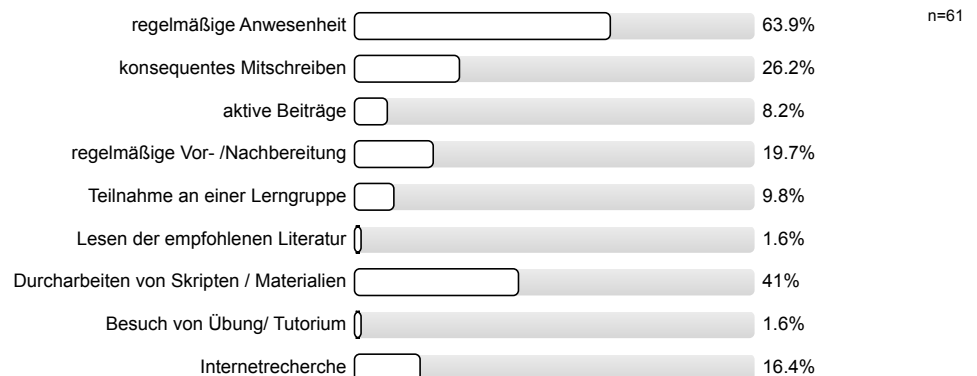 regelmäßige Anwesenheit 63.9% n=61
konsequentes Mitschreiben 26.2%
aktive Beiträge 8.2%
regelmäßige Vor- /Nachbereitung 19.7%
Teilnahme an einer Lerngruppe 9.8%
Lesen der empfohlenen Literatur 1.6%
Durcharbeiten von Skripten / Materialien 41%
Besuch von Übung/ Tutorium 1.6%
Internetrecherche 16.4%